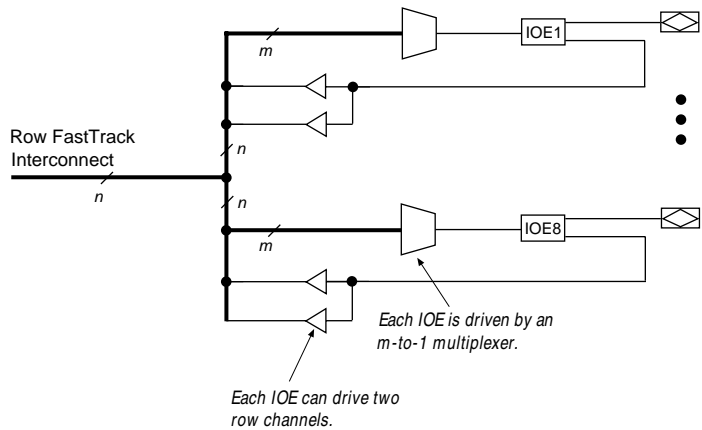 m
IOE1
Row FastTrack
Interconnect
n
n
n
m
IOE8
Each IOE is driven by an
m-to-1 multiplexer.
Each IOE can drive two
row channels.